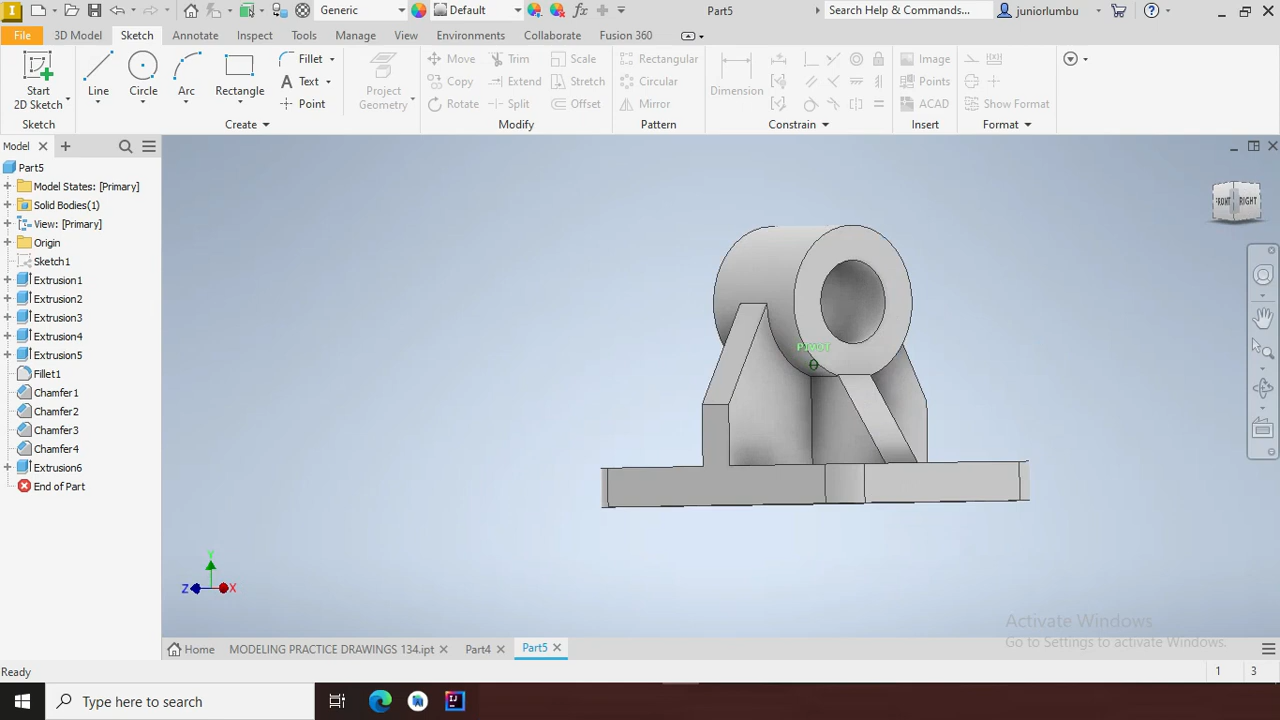 Generic
Default
Part5
Search Help & Commands...
juniorlumbu
File
3D Model
Sketch
Annotate
Inspect
Tools
Manage
View
Environments
Collaborate
Fusion 360
Start
2D Sketch
Line
Circle
Arc
Rectangle
Fillet
Text
Point
Project
Geometry
Move
Copy
Rotate
Trim
Extend
Split
Scale
Stretch
Offset
Rectangular
Circular
Mirror
Dimension
Image
Points
ACAD
Show Format
Sketch
Create
Modify
Pattern
Constrain
Insert
Format
Model
Part5
Model States: [Primary]
Solid Bodies(1)
View: [Primary]
Origin
Sketch1
Extrusion1
Extrusion2
Extrusion3
Extrusion4
Extrusion5
Fillet1
Chamfer1
Chamfer2
Chamfer3
Chamfer4
Extrusion6
End of Part
FRONT
RIGHT
PIVOT
Y
Z
X
Activate Windows
Go to Settings to activate Windows.
Home
MODELING PRACTICE DRAWINGS 134.ipt
Part4
Part5
Ready
1
3
Type here to search